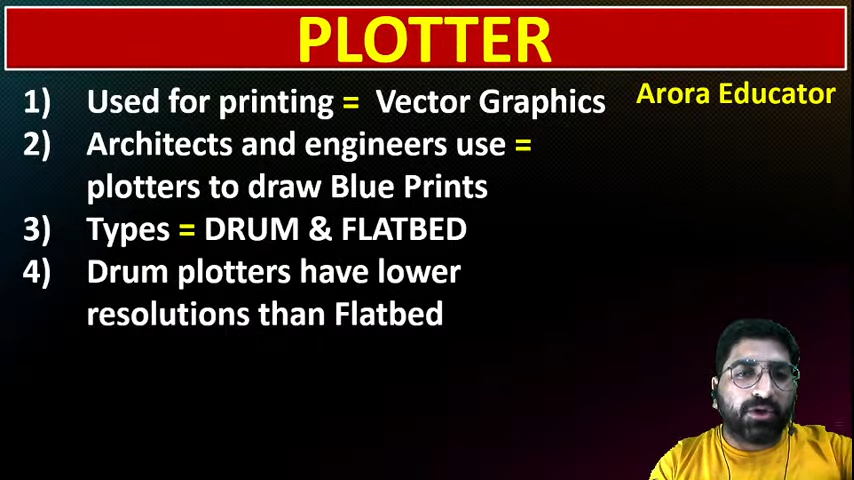 PLOTTER
1) Used for printing = Vector Graphics
Arora Educator
2) Architects and engineers use =
plotters to draw Blue Prints
3) Types = DRUM & FLATBED
4) Drum plotters have lower
resolutions than Flatbed